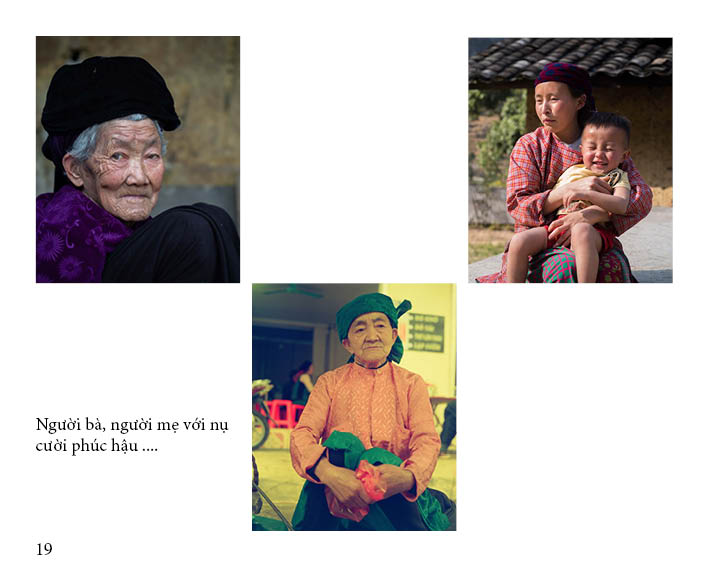 Người bà, người mẹ với nụ
cười phúc hậu ....
19